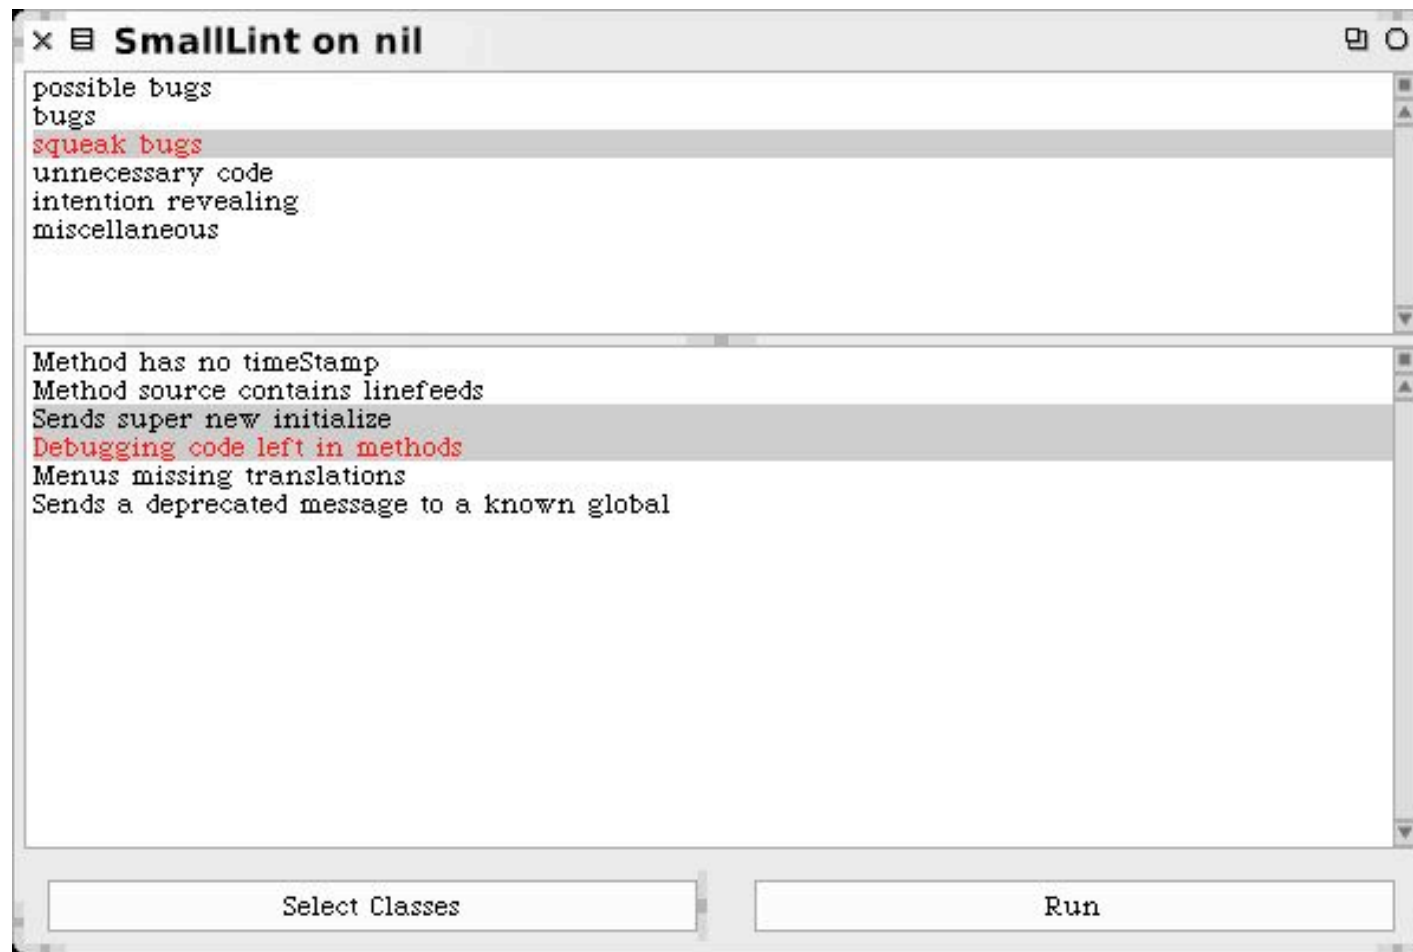 SmallLint on nil
possible bugs
bugs
squeak bugs
unnecessary code
intention revealing
miscellaneous
Method has no timeStamp
Method source contains linefeeds
Sends super new initialize
Debugging code left in methods
Menus missing translations
Sends a deprecated message to a known global
Select Classes
Run